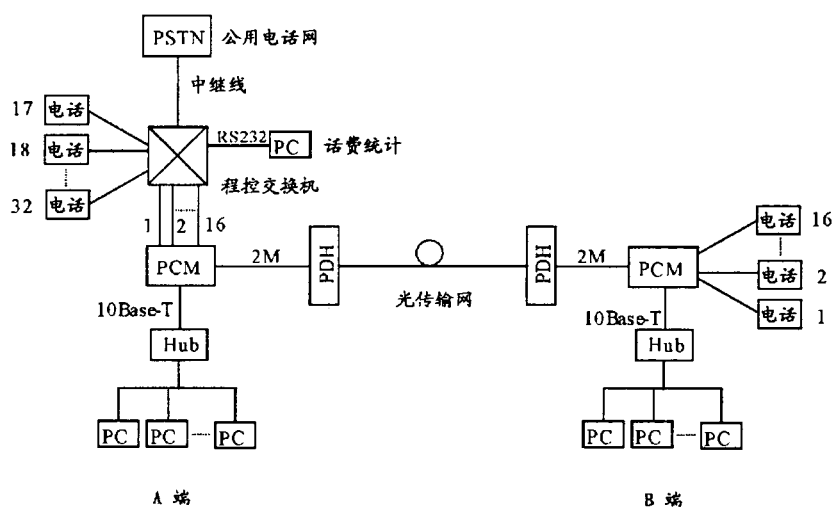 PSTN 公用电话网
中继线
17 电话
18 电话
32 电话
RS232 PC 话费统计
程控交换机
1 2 16
PCM 2M PDH
光传输网
PDH 2M PCM
电话 16
电话 2
电话 1
10Base-T
Hub
PC PC PC
10Base-T
Hub
PC PC PC
A 端
B 端